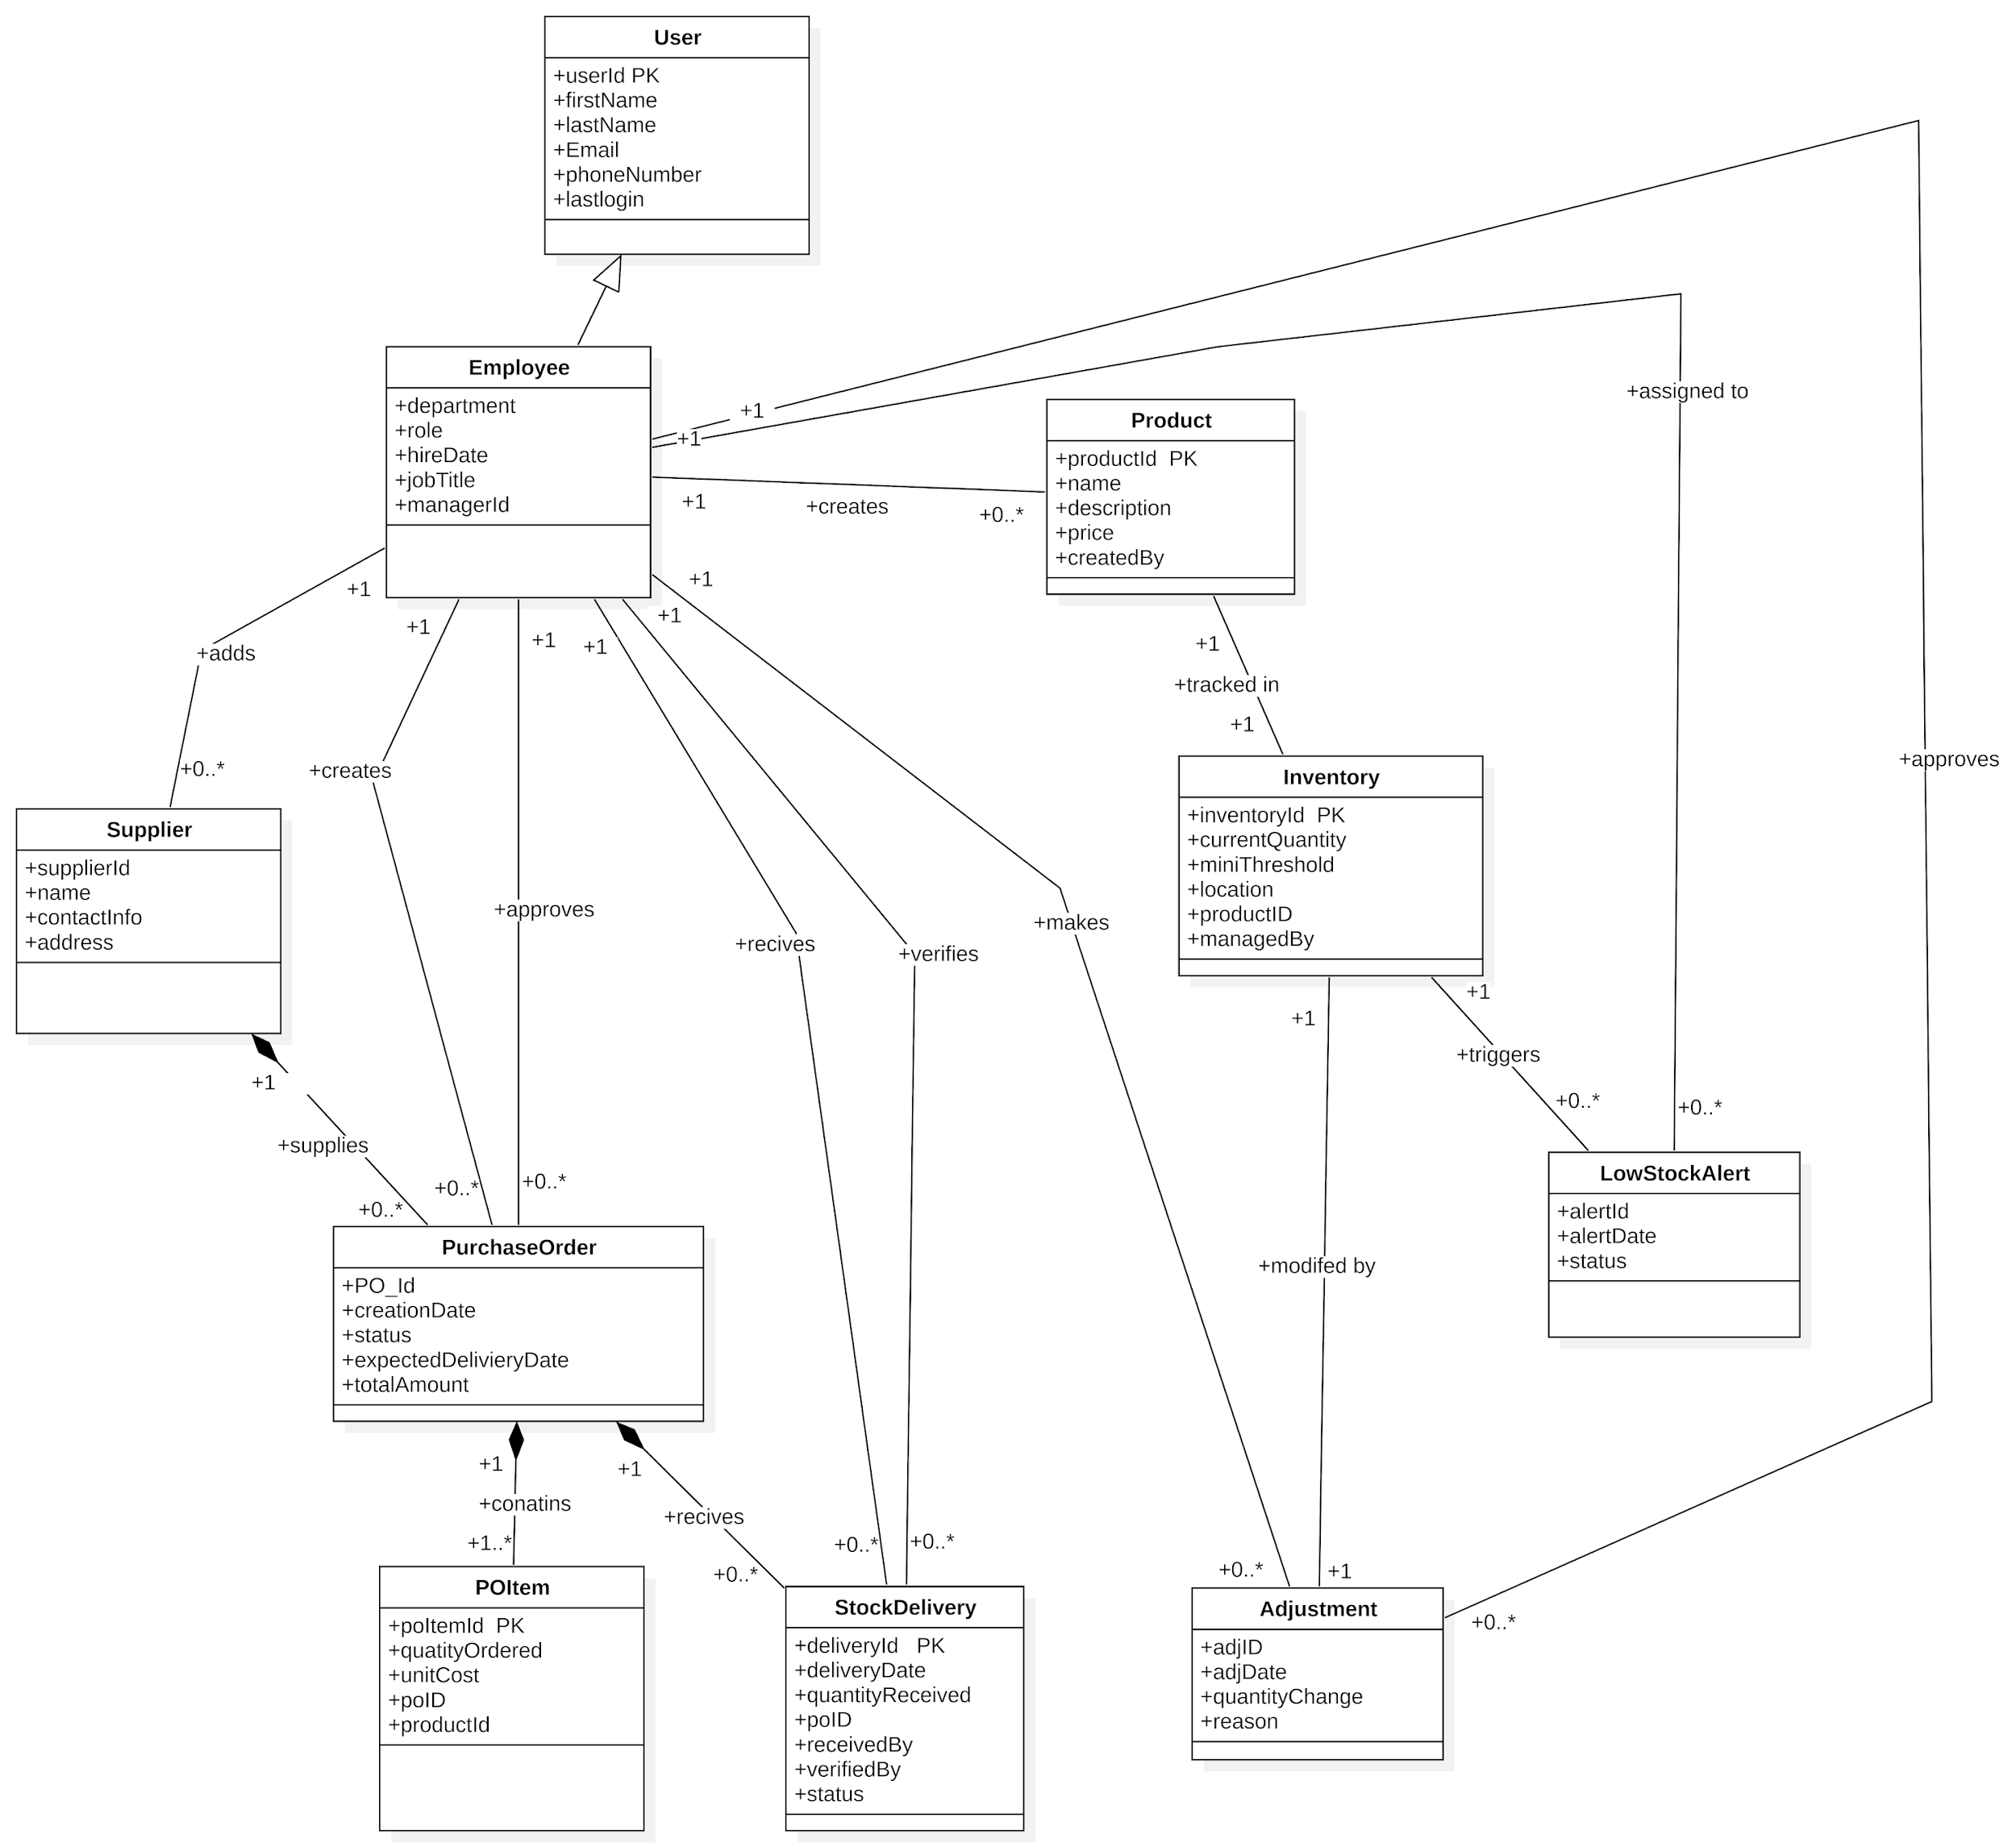 User
+userId PK
+firstName
+lastName
+Email
+phoneNumber
+lastlogin
Employee
+department
+role
+hireDate
+jobTitle
+managerId
+1
+1
+assigned to
Product
+productId  PK
+name
+description
+price
+createdBy
+1
+creates
+0..*
+1
+1
+1
+1
+1
+1
+adds
+0..*
+1
+tracked in
+1
+creates
+approves
+recives
+verifies
+makes
+approves
Supplier
+supplierId
+name
+contactInfo
+address
Inventory
+inventoryId  PK
+currentQuantity
+miniThreshold
+location
+productID
+managedBy
+1
+supplies
+0..*
+0..*
+0..*
+1
+1
+triggers
+0..*
+0..*
LowStockAlert
+alertId
+alertDate
+status
PurchaseOrder
+PO_Id
+creationDate
+status
+expectedDelivieryDate
+totalAmount
+modifed by
+1
+conatins
+1..*
+1
+recives
+0..*
+0..*
+0..*
+0..*
+1
+0..*
POItem
+poItemId  PK
+quatityOrdered
+unitCost
+poID
+productId
StockDelivery
+deliveryId   PK
+deliveryDate
+quantityReceived
+poID
+receivedBy
+verifiedBy
+status
Adjustment
+adjID
+adjDate
+quantityChange
+reason